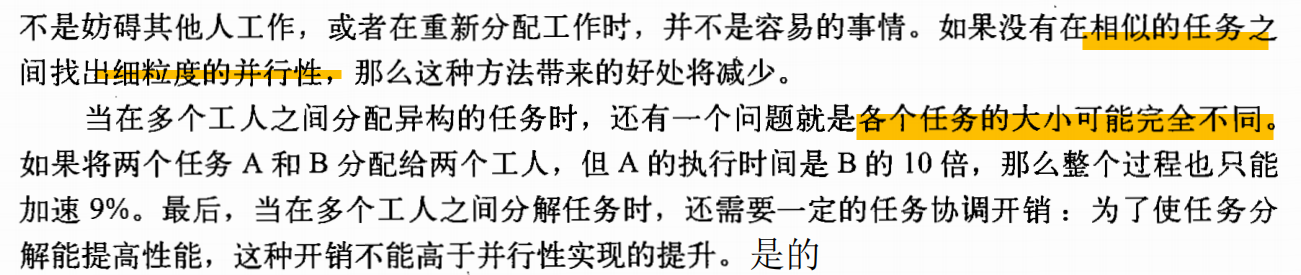 不是妨碍其他人工作，或者在重新分配工作时，并不是容易的事情。如果没有在相似的任务之
间找出细粒度的并行性，那么这种方法带来的好处将减少。
当在多个工人之间分配异构的任务时，还有一个问题就是各个任务的大小可能完全不同。
如果将两个任务 A 和 B 分配给两个工人，但 A 的执行时间是 B 的 10 倍，那么整个过程也只能
加速 9%。最后，当在多个工人之间分解任务时，还需要一定的任务协调开销：为了使任务分
解能提高性能，这种开销不能高于并行性实现的提升。是的